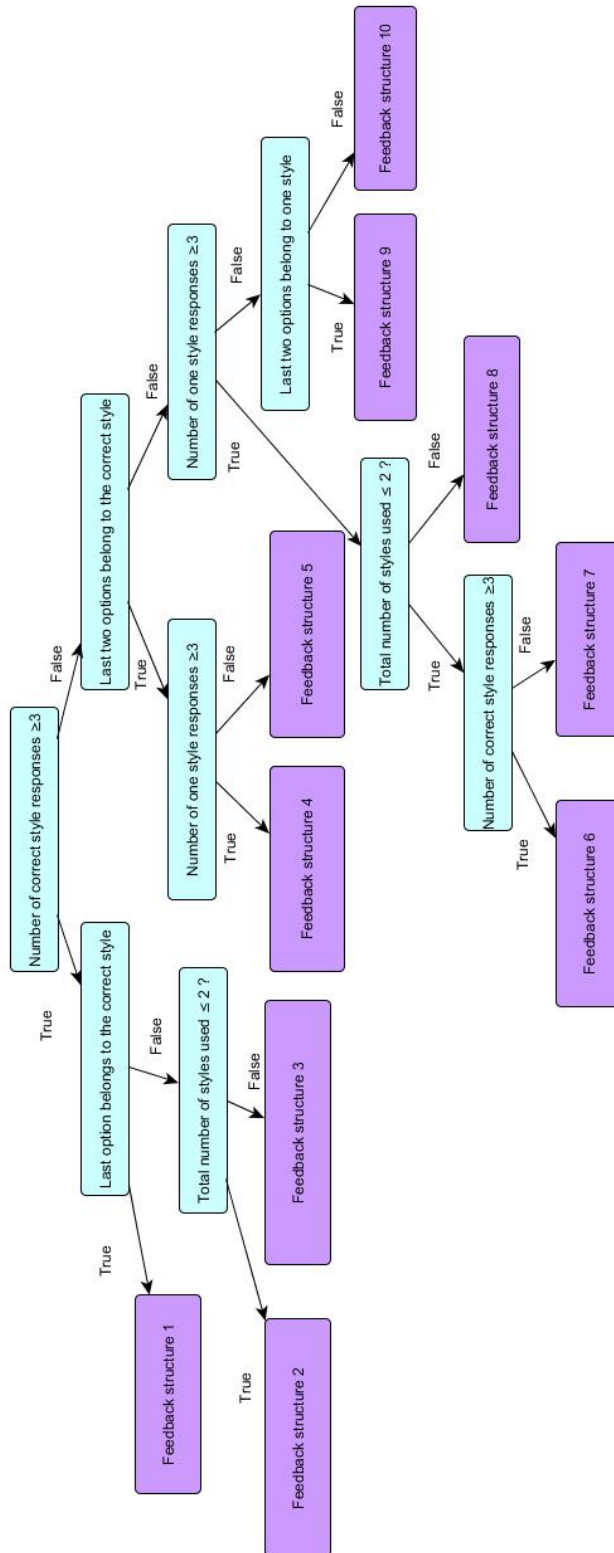 Number of correct style responses ≥3
True
False
Last option belongs to the correct style
Last two options belong to the correct style
True
False
True
False
Feedback structure 1
Total number of styles used ≤ 2 ?
Number of one style responses ≥3
Number of one style responses ≥3
True
False
True
False
True
False
Feedback structure 2
Feedback structure 3
Feedback structure 4
Feedback structure 5
Total number of styles used ≤ 2 ?
Last two options belong to one style
True
False
True
False
Number of correct style responses ≥3
Feedback structure 8
Feedback structure 9
Feedback structure 10
True
False
Feedback structure 6
Feedback structure 7